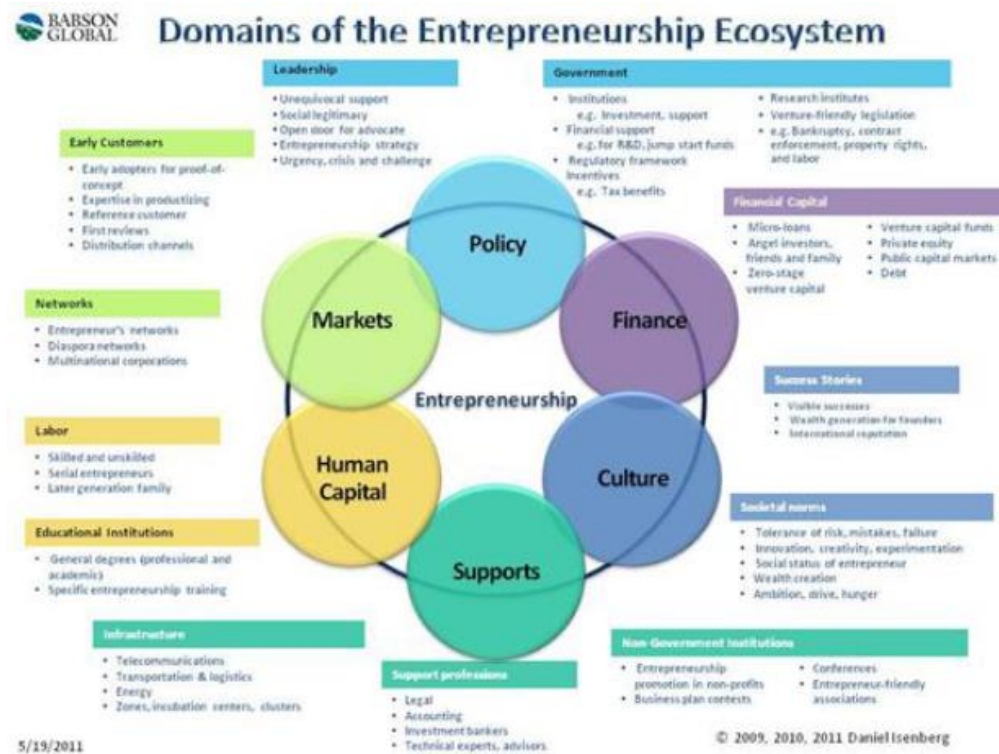 BABSON
GLOBAL
Domains of the Entrepreneurship Ecosystem
Leadership
• Unequivocal support
• Social legitimacy
• Open door for advocate
• Entrepreneurship strategy
• Urgency, crisis and challenge
Government
• Institutions
e.g. Investment, support
• Financial support
e.g. for R&D, jump start funds
• Regulatory framework
Incentives
e.g. Tax benefits
• Research institutes
• Venture-friendly legislation
• e.g. Bankruptcy, contract
enforcement, property rights,
and labor
Early Customers
• Early adopters for proof-of-
concept
• Expertise in productizing
• Reference customer
• First reviews
• Distribution channels
Financial Capital
• Micro-loans
• Angel investors,
friends and family
• Zero-stage
venture capital
• Venture capital funds
• Private equity
• Public capital markets
• Debt
Networks
• Entrepreneur's networks
• Diaspora networks
• Multinational corporations
Policy
Markets
Finance
Entrepreneurship
Human
Capital
Culture
Supports
Success Stories
• Visible successes
• Wealth generation for founders
• International reputation
Labor
• Skilled and unskilled
• Serial entrepreneurs
• Later generation family
Societal norms
• Tolerance of risk, mistakes, failure
• Innovation, creativity, experimentation
• Social status of entrepreneur
• Wealth creation
• Ambition, drive, hunger
Educational Institutions
• General degrees (professional and
academic)
• Specific entrepreneurship training
Infrastructure
• Telecommunications
• Transportation & logistics
• Energy
• Zones, incubation centers, clusters
Support professions
• Legal
• Accounting
• Investment bankers
• Technical experts, advisors
Non-Government Institutions
• Entrepreneurship
promotion in non-profits
• Business plan contests
• Conferences
• Entrepreneur-friendly
associations
5/19/2011
© 2009, 2010, 2011 Daniel Isenberg